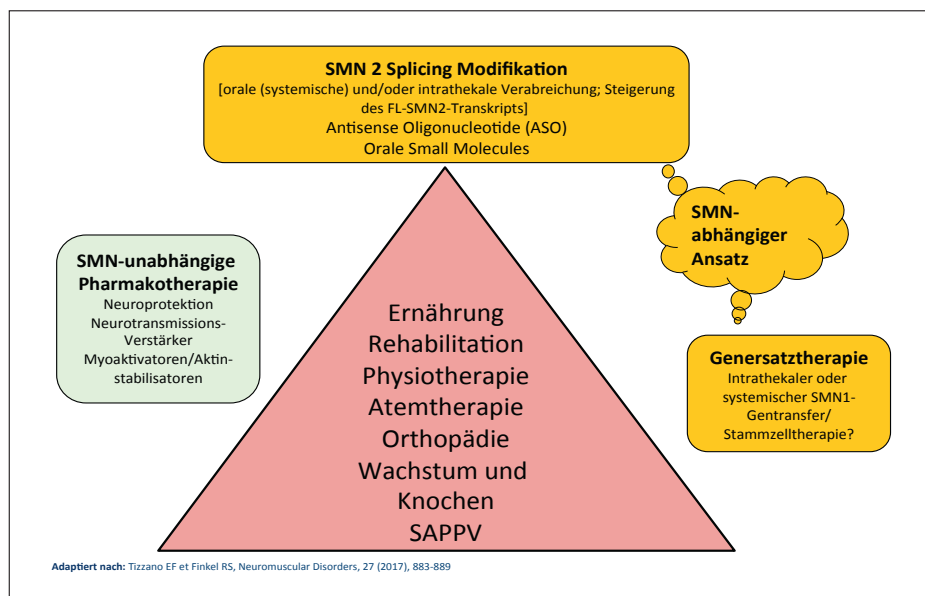 SMN 2 Splicing Modifikation
[orale (systemische) und/oder intrathekale Verabreichung; Steigerung
des FL-SMN2-Transkripts]
Antisense Oligonucleotide (ASO)
Orale Small Molecules
SMN-
abhängiger
Ansatz
SMN-unabhängige
Pharmakotherapie
Neuroprotektion
Neurotransmissions-
Verstärker
Myoaktivatoren/Aktin-
stabilisatoren
Ernährung
Rehabilitation
Physiotherapie
Atemtherapie
Orthopädie
Wachstum und
Knochen
SAPPV
Genersatztherapie
Intrathekaler oder
systemischer SMN1-
Gentransfer/
Stammzelltherapie?
Adaptiert nach: Tizzano EF et Finkel RS, Neuromuscular Disorders, 27 (2017), 883-889